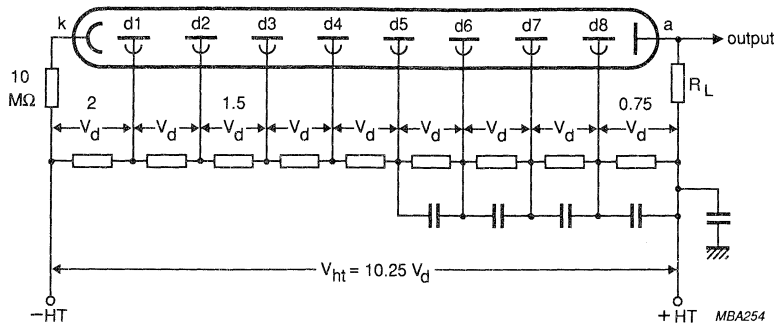 k d1 d2 d3 d4 d5 d6 d7 d8 a
output
10
MΩ
R_L
2 1.5 0.75
V_d V_d V_d V_d V_d V_d V_d V_d V_d
V_ht = 10.25 V_d
−HT +HT MBA254